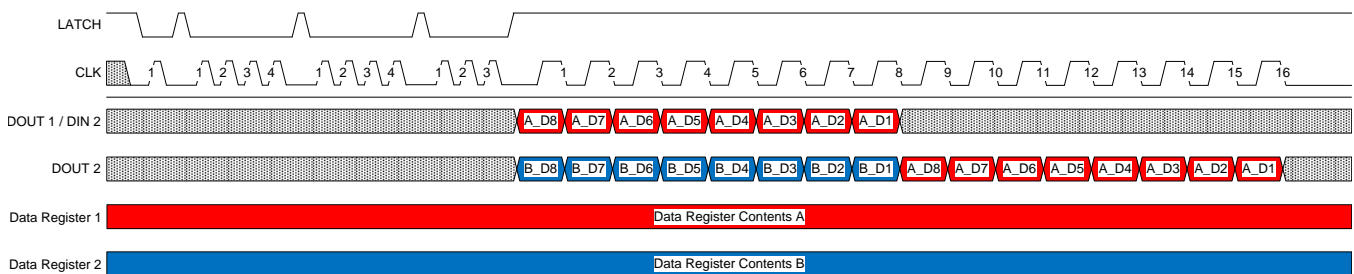 LATCH
CLK 1 1 2 3 4 1 2 3 4 1 2 3 1 2 3 4 5 6 7 8 9 10 11 12 13 14 15 16
DOUT 1 / DIN 2 A_D8 A_D7 A_D6 A_D5 A_D4 A_D3 A_D2 A_D1
DOUT 2 B_D8 B_D7 B_D6 B_D5 B_D4 B_D3 B_D2 B_D1 A_D8 A_D7 A_D6 A_D5 A_D4 A_D3 A_D2 A_D1
Data Register 1 Data Register Contents A
Data Register 2 Data Register Contents B